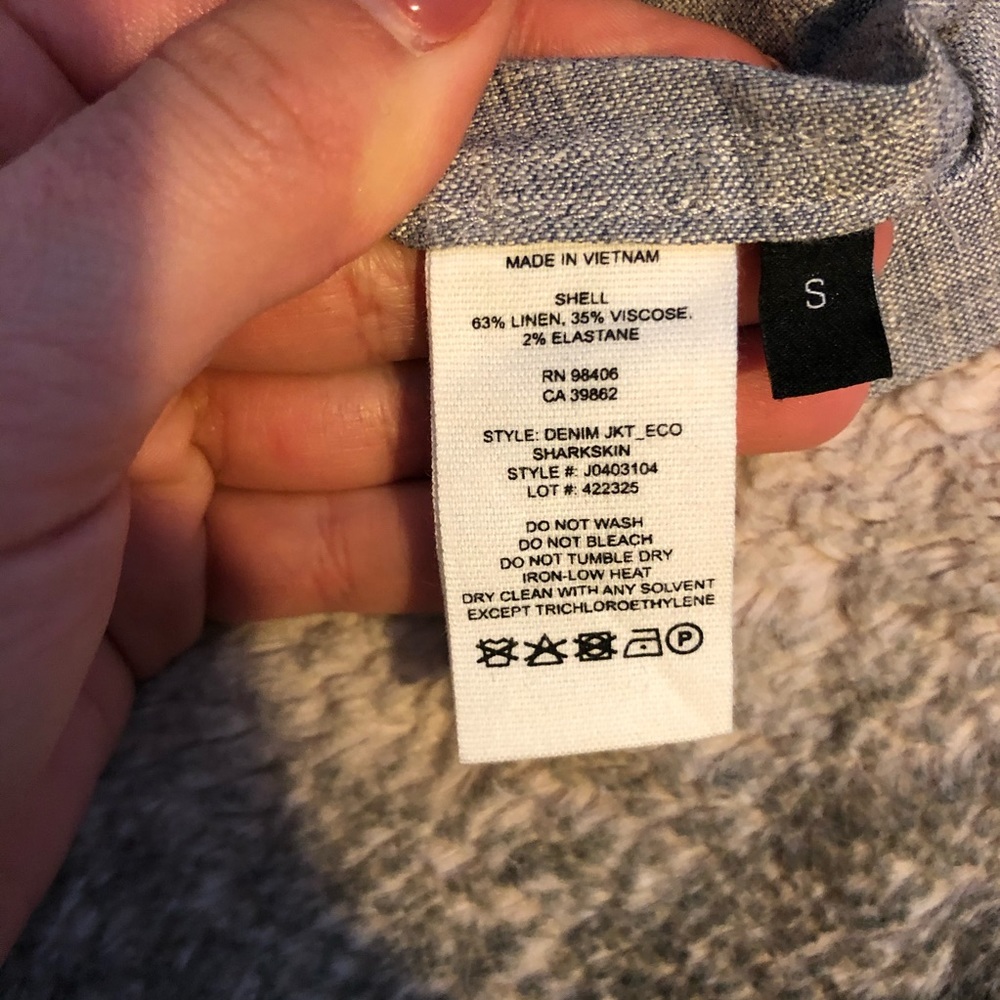 MADE IN VIETNAM
SHELL
63% LINEN, 35% VISCOSE.
2% ELASTANE
RN 98406
CA 39862
STYLE: DENIM JKT_ECO
SHARKSKIN
STYLE #: J0403104
LOT #: 422325
DO NOT WASH
DO NOT BLEACH
DO NOT TUMBLE DRY
IRON-LOW HEAT
DRY CLEAN WITH ANY SOLVENT
EXCEPT TRICHLOROETHYLENE
P
S